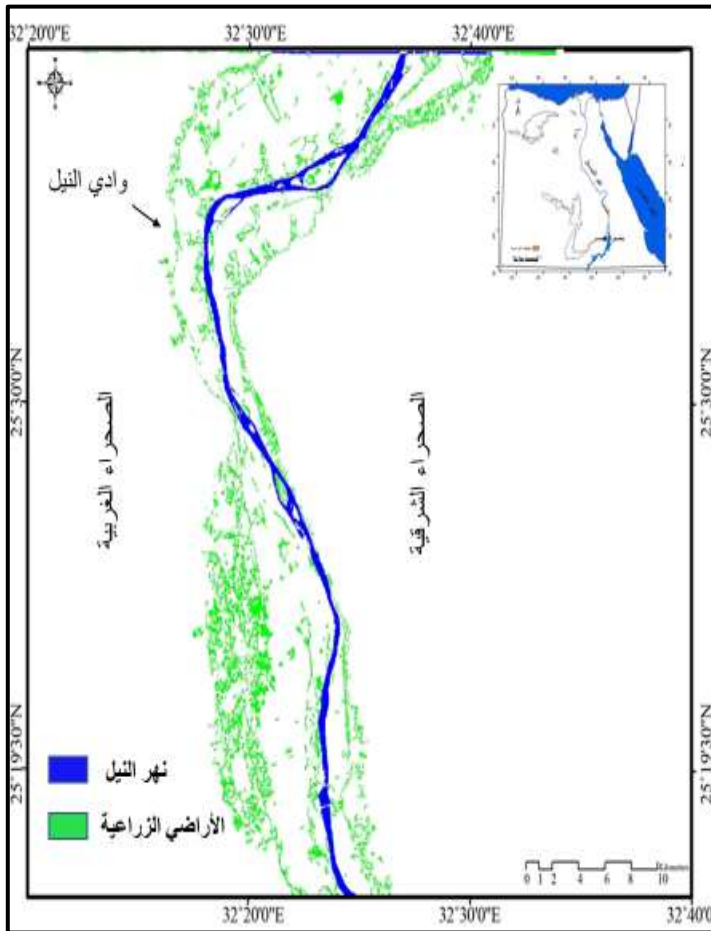 32°20'0"E
32°30'0"E
32°40'0"E
وادي النيل
25°30'0"N
25°30'0"N
الصحراء الغربية
الصحراء الشرقية
25°19'30"N
25°19'30"N
نهر النيل
الأراضي الزراعية
0 1 2 4 6 8 10
32°20'0"E
32°30'0"E
32°40'0